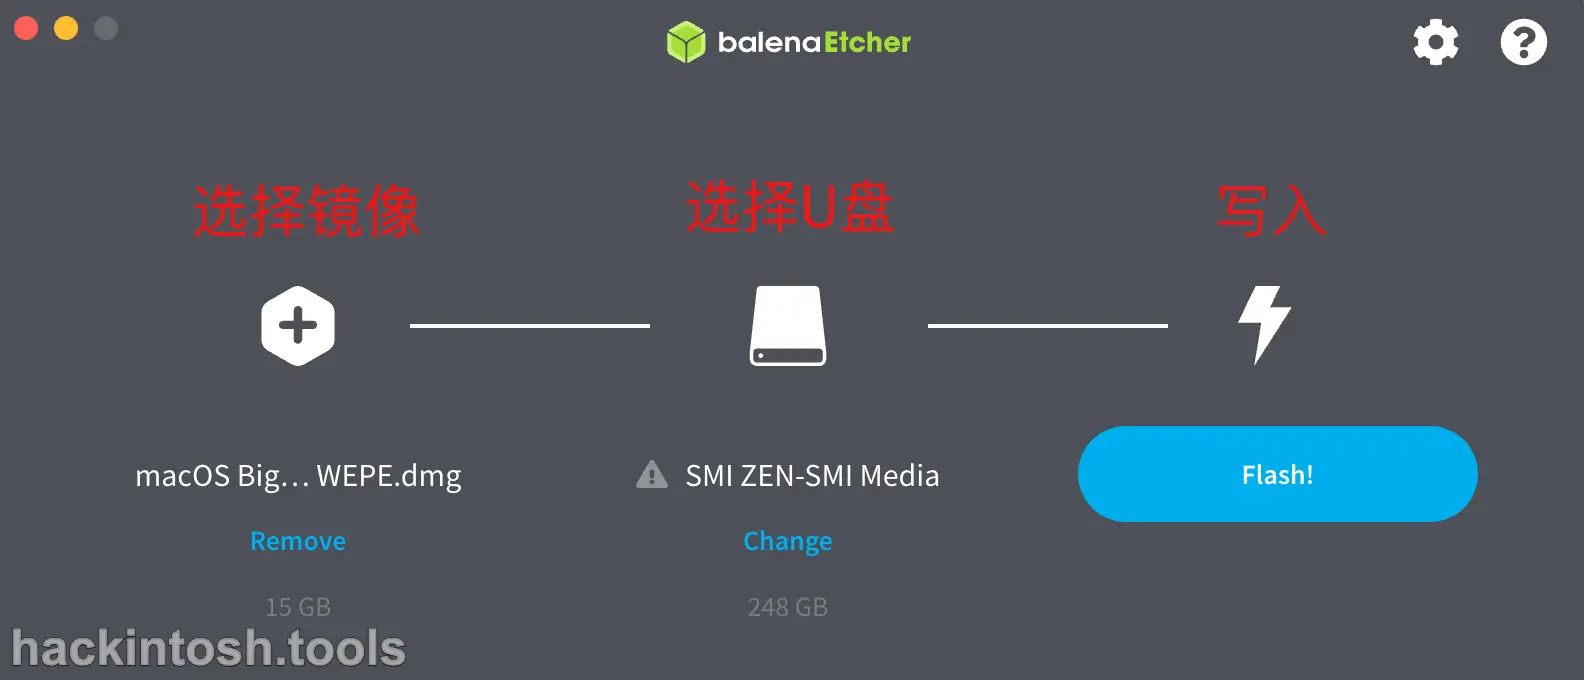 balenaEtcher
选择镜像
选择U盘
写入
macOS Big... WEPE.dmg
SMI ZEN-SMI Media
Flash!
Remove
Change
15 GB
248 GB
hackintosh.tools